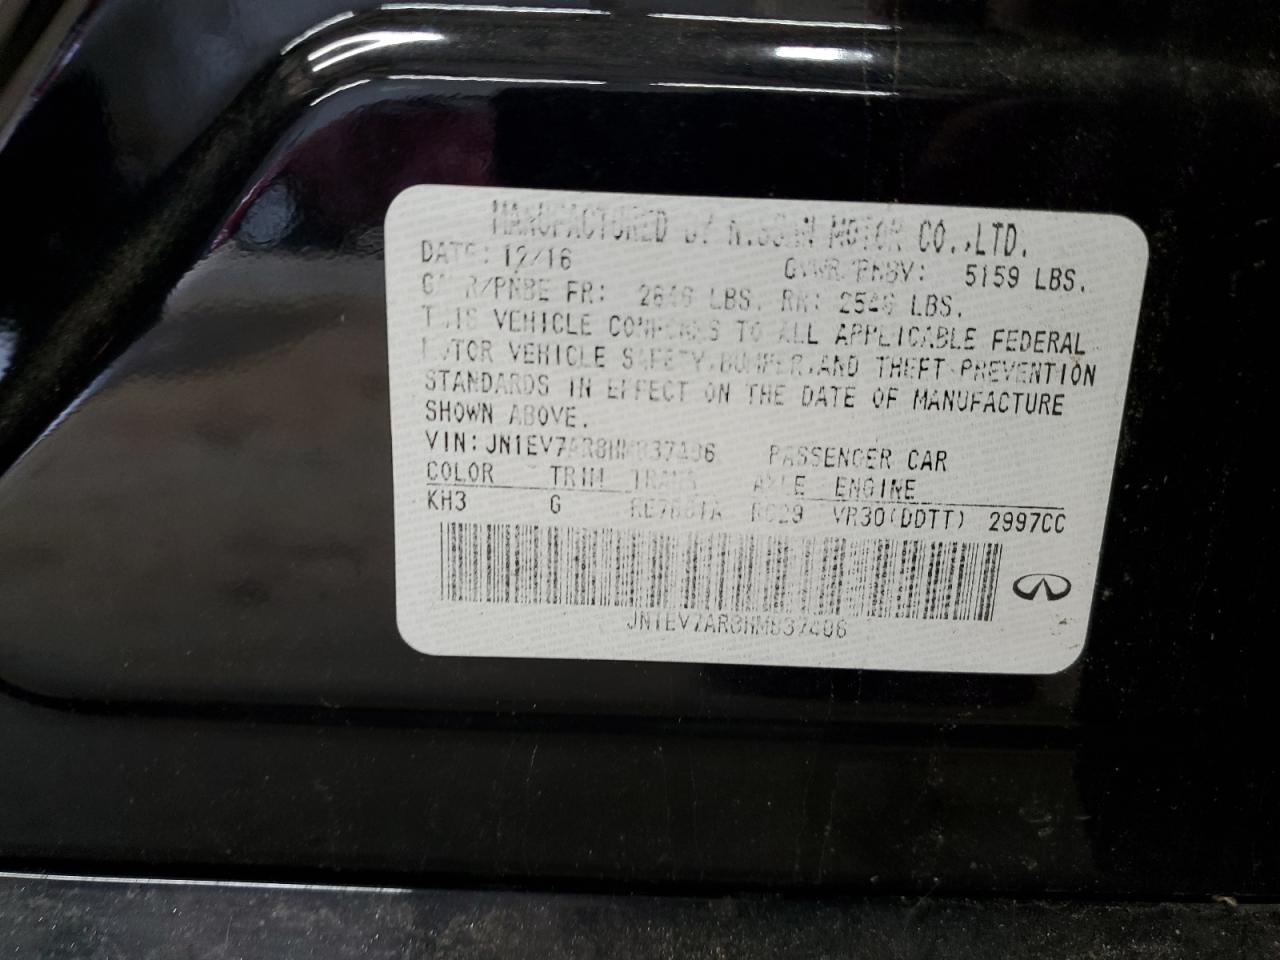 MANUFACTURED BY NISSAN MOTOR CO.,LTD.
DATE: 12/16 GVWR/PNBV: 5159 LBS.
GAWR/PNBE FR: LBS. RR: LBS.
THIS VEHICLE CONFORMS TO ALL APPLICABLE FEDERAL
MOTOR VEHICLE SAFETY,BUMPER,AND THEFT PREVENTION
STANDARDS IN EFFECT ON THE DATE OF MANUFACTURE
SHOWN ABOVE.
VIN: JN1EV7AR8HM837406 PASSENGER CAR
COLOR TRIM TRANS AXLE ENGINE
KH3 G RE7R01A RC29 VR30(DDTT) 2997CC
JN1EV7AR8HM837406